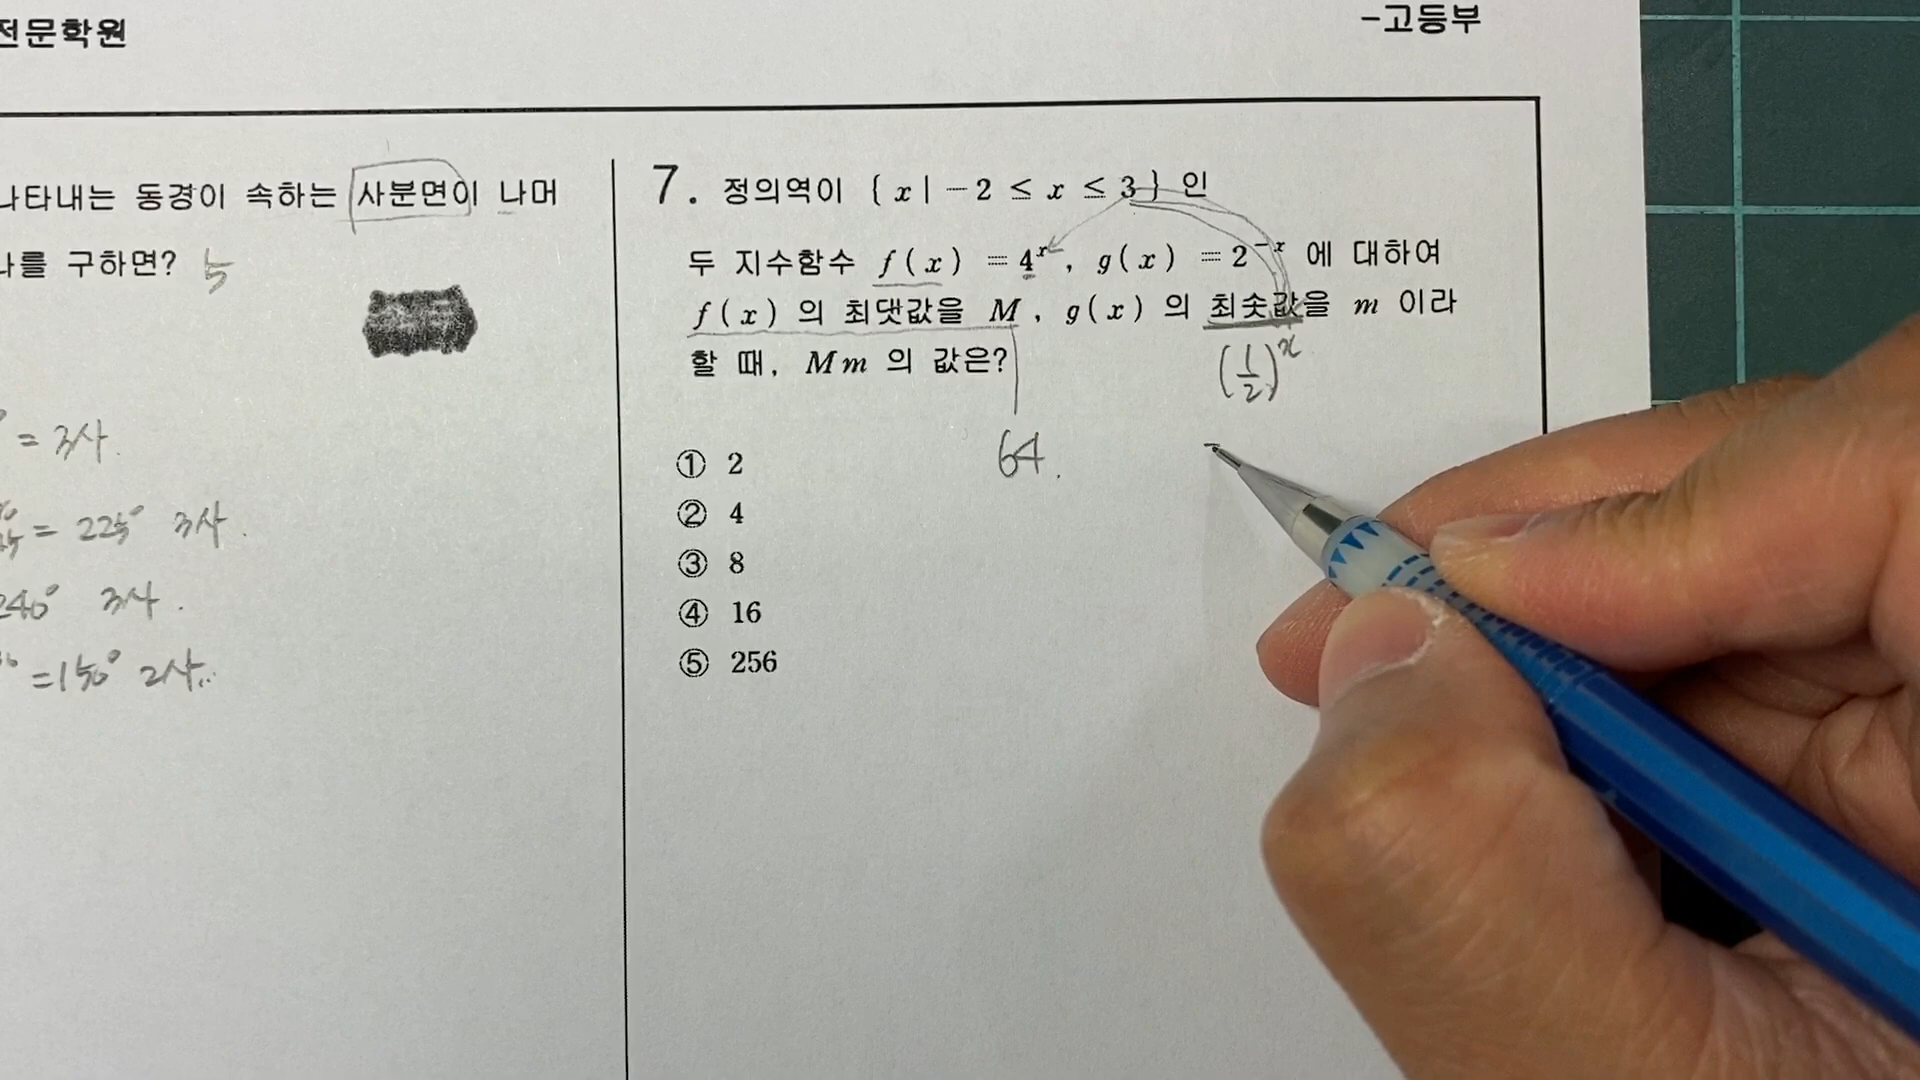 전문학원
-고등부
나타내는 동경이 속하는 사분면이 나머
나를 구하면? 5
= 3사.
= 225° 3사.
240° 3사.
=150° 2사..
7. 정의역이 { x | -2 ≤ x ≤ 3 } 인
두 지수함수 f(x) = 4^x, g(x) = 2^{-x} 에 대하여
f(x) 의 최댓값을 M, g(x) 의 최솟값을 m 이라
할 때, Mm 의 값은?
(1/2)^x
64.
① 2
② 4
③ 8
④ 16
⑤ 256